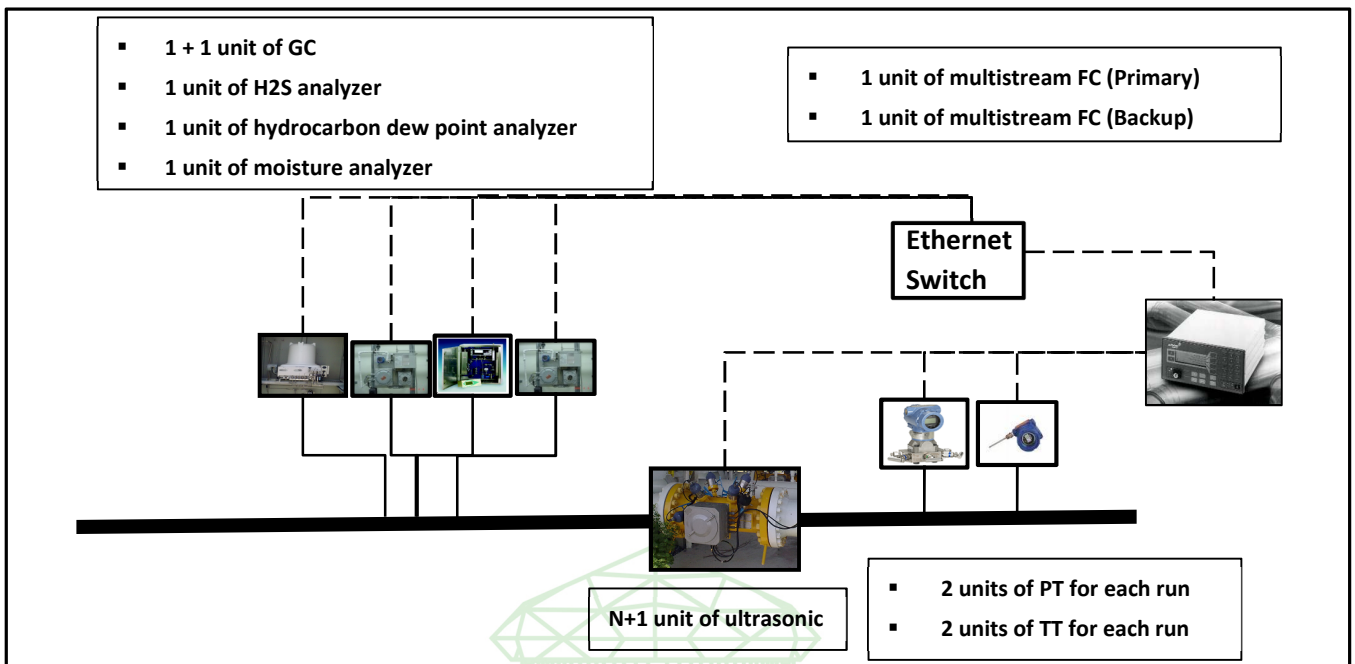 ▪ 1 + 1 unit of GC
▪ 1 unit of H2S analyzer
▪ 1 unit of hydrocarbon dew point analyzer
▪ 1 unit of moisture analyzer
▪ 1 unit of multistream FC (Primary)
▪ 1 unit of multistream FC (Backup)
Ethernet
Switch
N+1 unit of ultrasonic
▪ 2 units of PT for each run
▪ 2 units of TT for each run